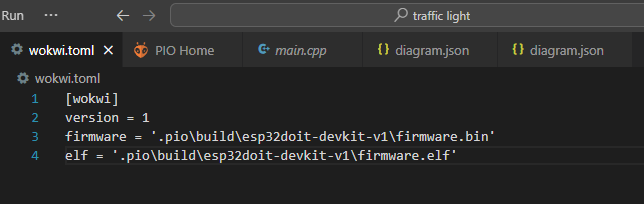 Run
traffic light
wokwi.toml
PIO Home
main.cpp
diagram.json
diagram.json
wokwi.toml
1 [wokwi]
2 version = 1
3 firmware = '.pio\build\esp32doit-devkit-v1\firmware.bin'
4 elf = '.pio\build\esp32doit-devkit-v1\firmware.elf'